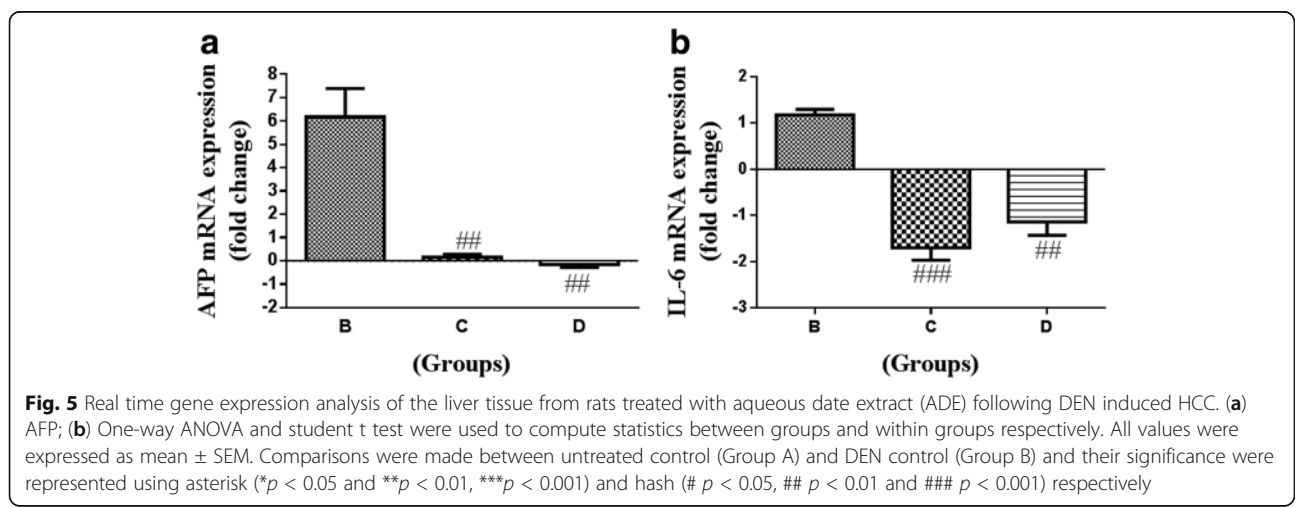 a
b
AFP mRNA expression
(fold change)
8
7
6
5
4
3
2
1
0
-1
-2
##
##
B
C
D
(Groups)
IL-6 mRNA expression
(fold change)
2
1
0
-1
-2
-3
###
##
B
C
D
(Groups)
Fig. 5 Real time gene expression analysis of the liver tissue from rats treated with aqueous date extract (ADE) following DEN induced HCC. (a)
AFP; (b) One-way ANOVA and student t test were used to compute statistics between groups and within groups respectively. All values were
expressed as mean ± SEM. Comparisons were made between untreated control (Group A) and DEN control (Group B) and their significance were
represented using asterisk (*p < 0.05 and **p < 0.01, ***p < 0.001) and hash (# p < 0.05, ## p < 0.01 and ### p < 0.001) respectively